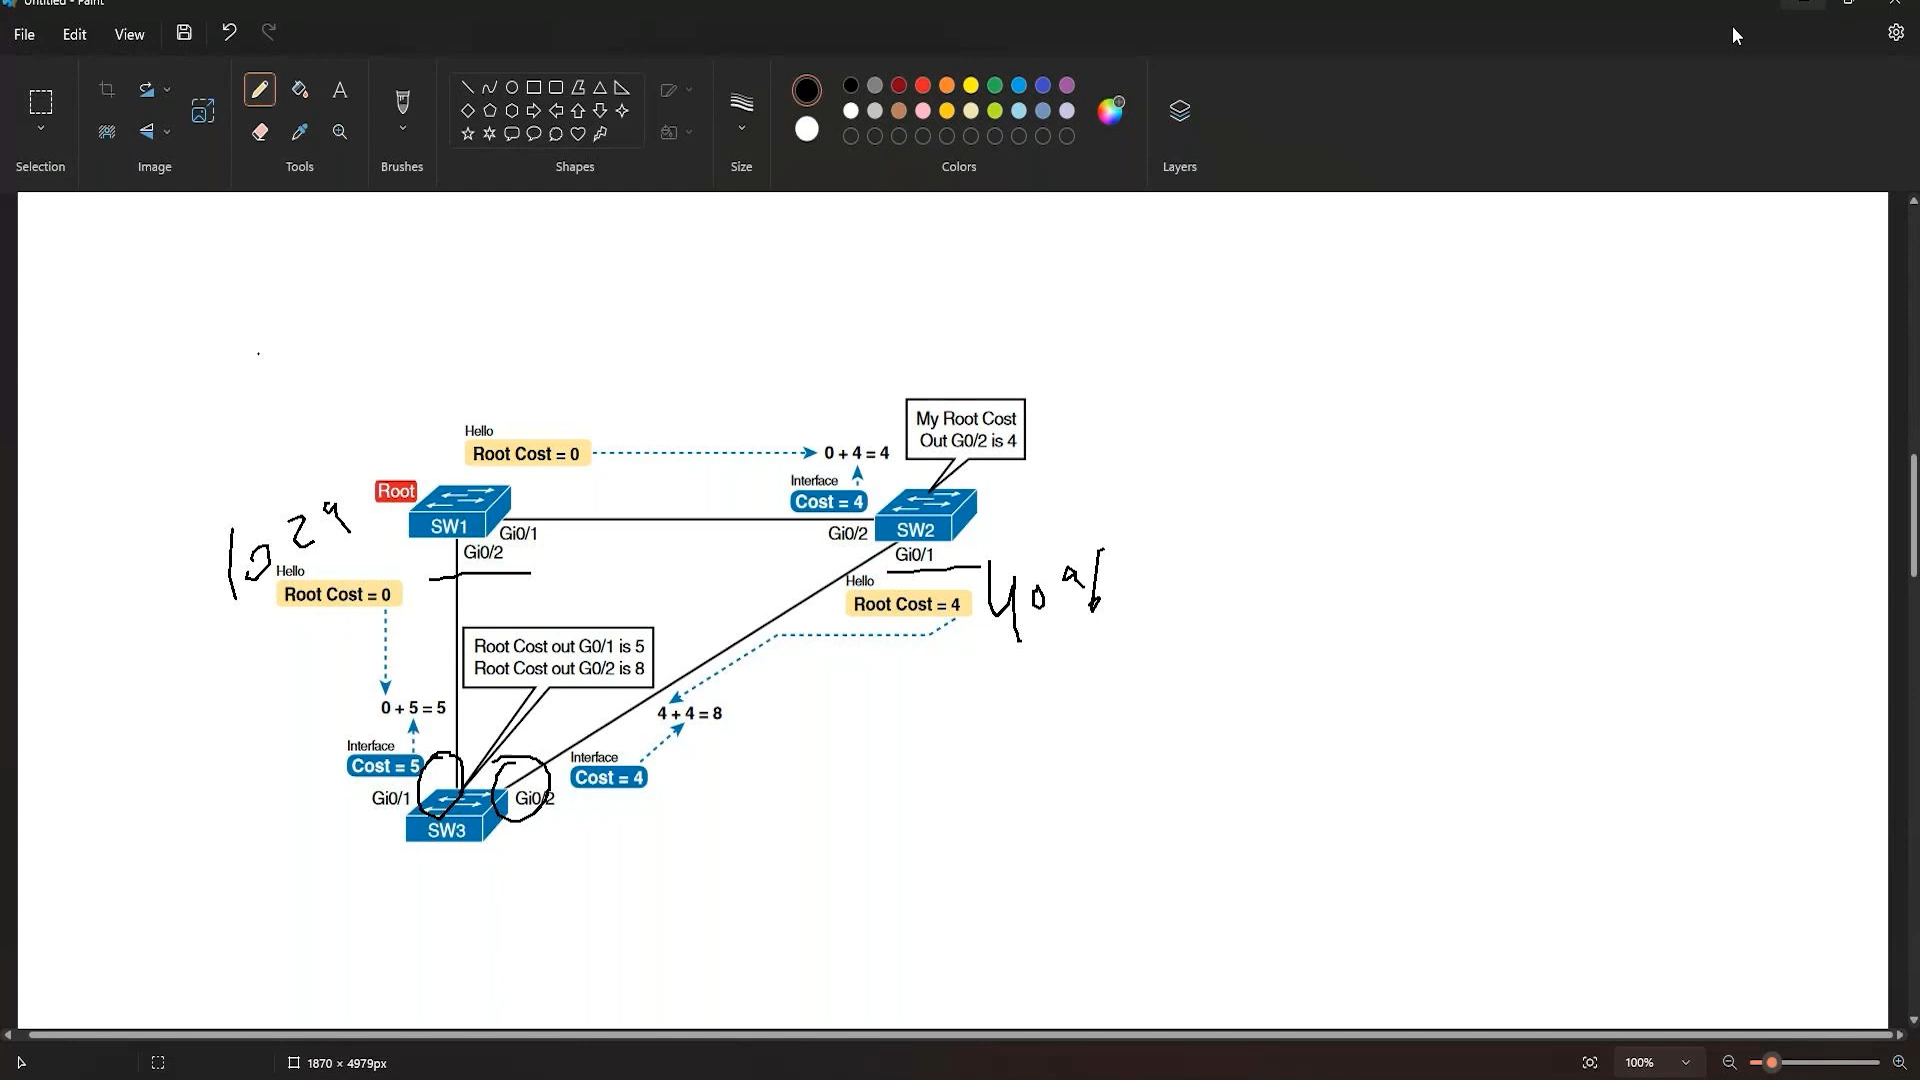 Untitled - Paint
File Edit View
Selection Image Tools Brushes Shapes Size Colors Layers
My Root Cost
Out G0/2 is 4
Hello
Root Cost = 0
0 + 4 = 4
Interface
Cost = 4
Root
SW1
Gi0/1
Gi0/2
Gi0/2
SW2
Gi0/1
Hello
Root Cost = 0
Hello
Root Cost = 4
Root Cost out G0/1 is 5
Root Cost out G0/2 is 8
0 + 5 = 5
4 + 4 = 8
Interface
Cost = 5
Interface
Cost = 4
Gi0/1
Gi0/2
SW3
1870 × 4979px
100%